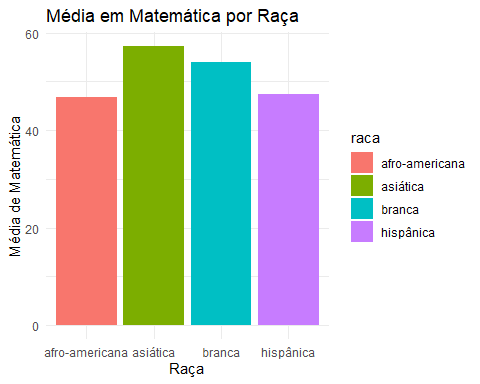 Média em Matemática por Raça
Média de Matemática
60
40
20
0
afro-americana asiática branca hispânica
Raça
raca
afro-americana
asiática
branca
hispânica